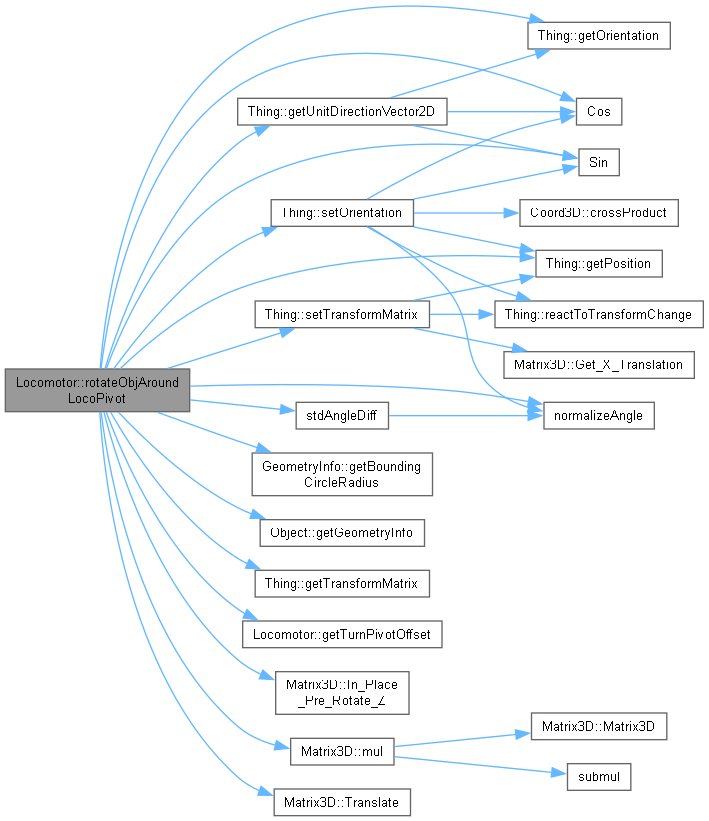 Thing::getOrientation
Thing::getUnitDirectionVector2D
Cos
Sin
Thing::setOrientation
Coord3D::crossProduct
Thing::getPosition
Thing::setTransformMatrix
Thing::reactToTransformChange
Matrix3D::Get_X_Translation
Locomotor::rotateObjAround
LocoPivot
stdAngleDiff
normalizeAngle
GeometryInfo::getBounding
CircleRadius
Object::getGeometryInfo
Thing::getTransformMatrix
Locomotor::getTurnPivotOffset
Matrix3D::In_Place
_Pre_Rotate_Z
Matrix3D::mul
Matrix3D::Matrix3D
submul
Matrix3D::Translate